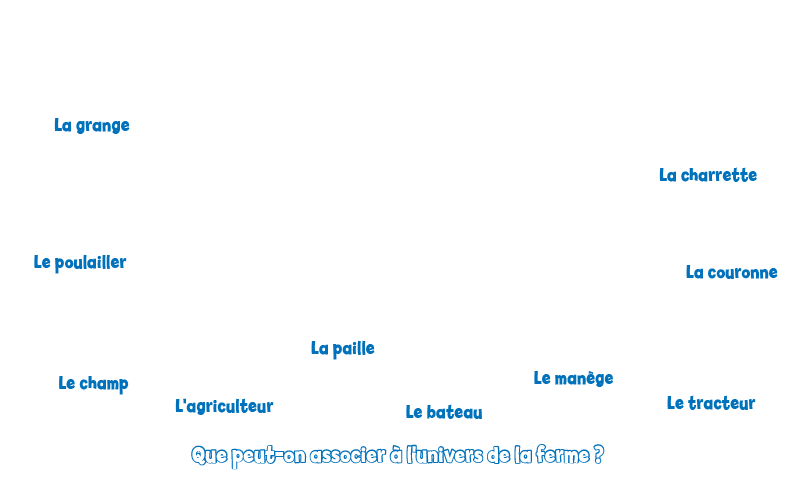 La grange
La charrette
Le poulailler
La couronne
La paille
Le manège
Le champ
Le tracteur
L'agriculteur
Le bateau
Que peut-on associer à l'univers de la ferme ?